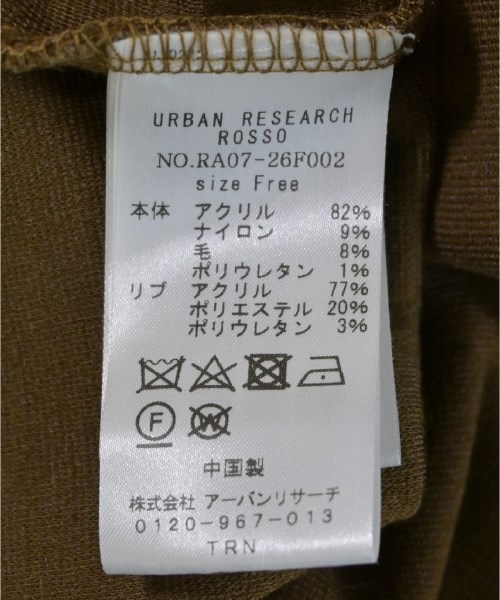 URBAN RESEARCH
ROSSO
NO.RA07-26F002
size Free
本体 アクリル 82%
ナイロン 9%
毛 8%
ポリウレタン 1%
リブ アクリル 77%
ポリエステル 20%
ポリウレタン 3%
F W
中国製
株式会社 アーバンリサーチ
0120-967-013
TRN